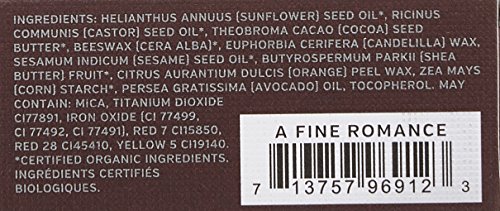 INGREDIENTS: HELIANTHUS ANNUUS (SUNFLOWER) SEED OIL*, RICINUS
COMMUNIS (CASTOR) SEED OIL*, THEOBROMA CACAO (COCOA) SEED
BUTTER*, BEESWAX (CERA ALBA)*, EUPHORBIA CERIFERA (CANDELILLA) WAX,
SESAMUM INDICUM (SESAME) SEED OIL*, BUTYROSPERMUM PARKII (SHEA
BUTTER) FRUIT*, CITRUS AURANTIUM DULCIS (ORANGE) PEEL WAX, ZEA MAYS
(CORN) STARCH*, PERSEA GRATISSIMA (AVOCADO) OIL, TOCOPHEROL. MAY
CONTAIN: MICA, TITANIUM DIOXIDE
CI77891, IRON OXIDE (CI 77499,
CI 77492, CI 77491), RED 7 CI15850,
RED 28 CI45410, YELLOW 5 CI19140.
*CERTIFIED ORGANIC INGREDIENTS.
INGRÉDIENTS CERTIFIÉS
BIOLOGIQUES.
A FINE ROMANCE
7 13757 96912 3